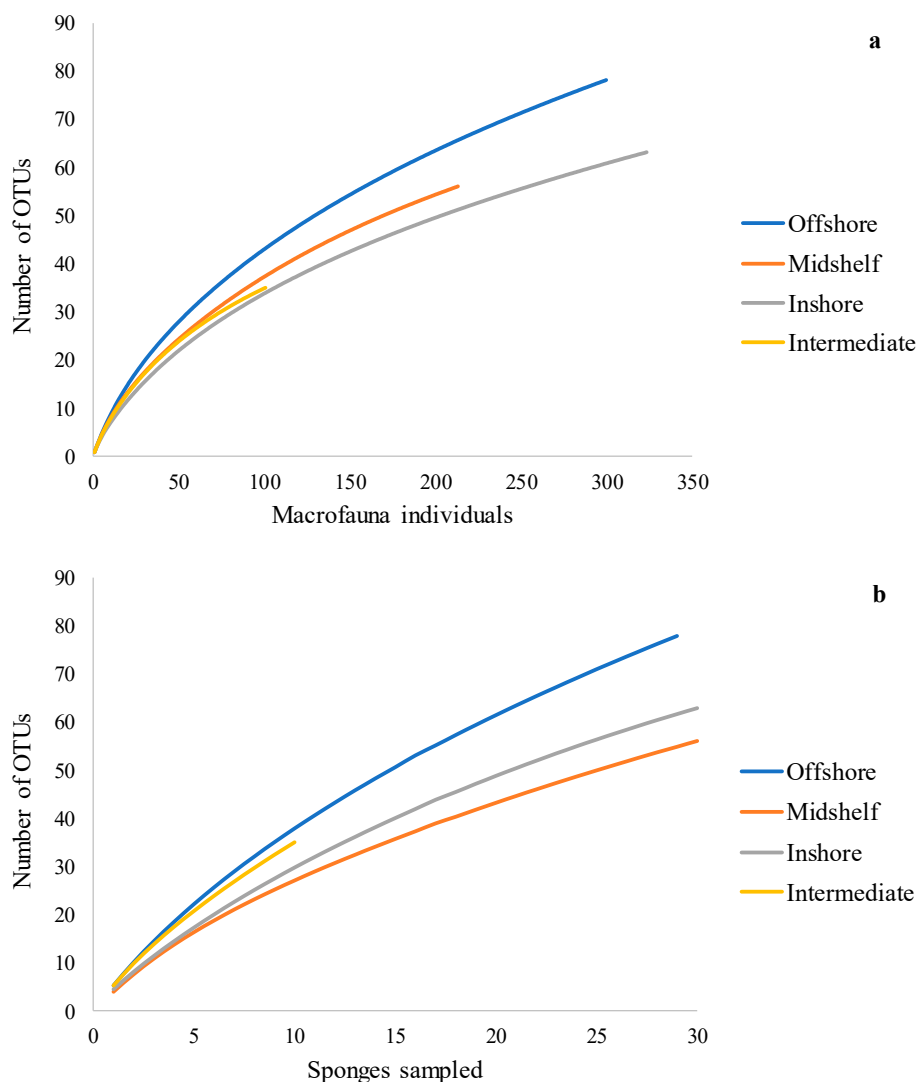 a
Number of OTUs
90
80
70
60
50
40
30
20
10
0
0 50 100 150 200 250 300 350
Macrofauna individuals
Offshore
Midshelf
Inshore
Intermediate
b
Number of OTUs
90
80
70
60
50
40
30
20
10
0
0 5 10 15 20 25 30
Sponges sampled
Offshore
Midshelf
Inshore
Intermediate